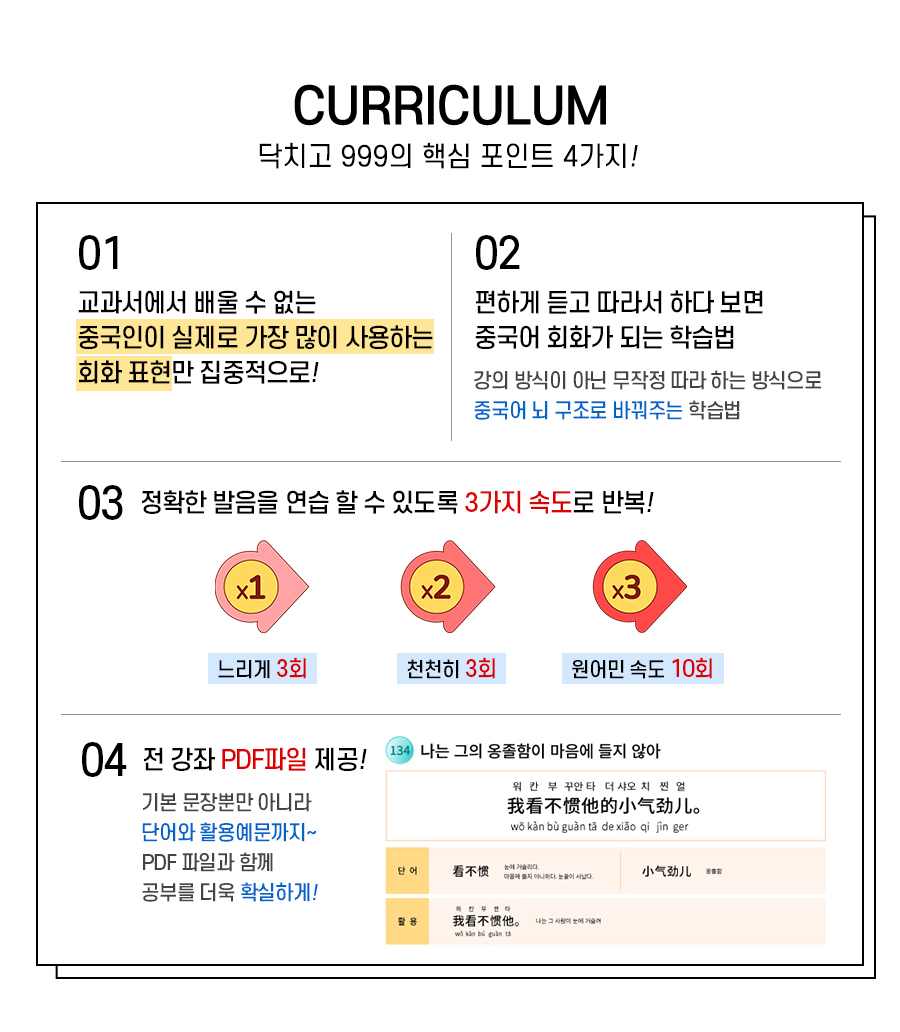 CURRICULUM
닥치고 999의 핵심 포인트 4가지!
01
교과서에서 배울 수 없는
중국인이 실제로 가장 많이 사용하는
회화 표현만 집중적으로!
02
편하게 듣고 따라서 하다 보면
중국어 회화가 되는 학습법
강의 방식이 아닌 무작정 따라 하는 방식으로
중국어 뇌 구조로 바꿔주는 학습법
03 정확한 발음을 연습 할 수 있도록 3가지 속도로 반복!
x1
x2
x3
느리게 3회
천천히 3회
원어민 속도 10회
04 전 강좌 PDF파일 제공!
기본 문장뿐만 아니라
단어와 활용예문까지~
PDF 파일과 함께
공부를 더욱 확실하게!
134 나는 그의 옹졸함이 마음에 들지 않아
워 칸 부 꾸안 타 더 샤오 치 찐 얼
我看不惯他的小气劲儿。
wǒ kàn bù guàn tā de xiǎo qi jìn ger
단어
看不惯
눈에 거슬리다.
마음에 들지 아니하다. 눈꼴이 사납다.
小气劲儿 옹졸함
활용
워 칸 부 꾼 타
我看不惯他。
wǒ kàn bú guàn tā
나는 그 사람이 눈에 거슬려